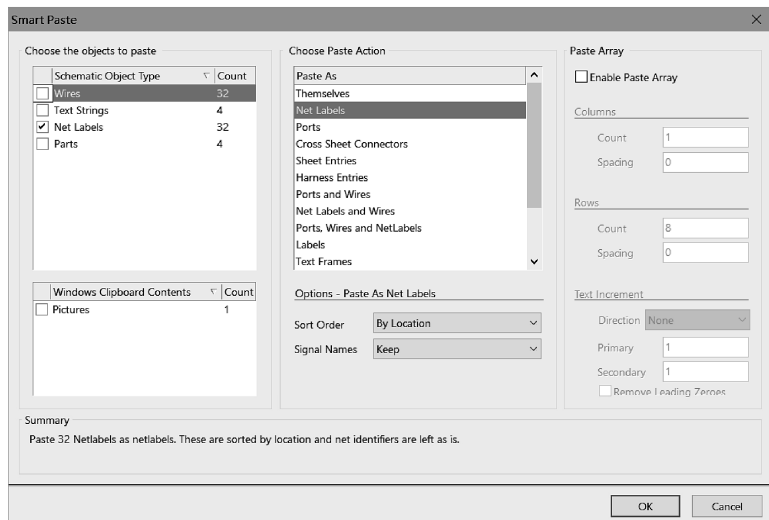 Smart Paste
Choose the objects to paste
Schematic Object Type Count
Wires 32
Text Strings 4
Net Labels 32
Parts 4
Windows Clipboard Contents Count
Pictures 1
Choose Paste Action
Paste As
Themselves
Net Labels
Ports
Cross Sheet Connectors
Sheet Entries
Harness Entries
Ports and Wires
Net Labels and Wires
Ports, Wires and NetLabels
Labels
Text Frames
Options - Paste As Net Labels
Sort Order By Location
Signal Names Keep
Paste Array
Enable Paste Array
Columns
Count 1
Spacing 0
Rows
Count 8
Spacing 0
Text Increment
Direction None
Primary 1
Secondary 1
Remove Leading Zeroes
Summary
Paste 32 Netlabels as netlabels. These are sorted by location and net identifiers are left as is.
OK Cancel